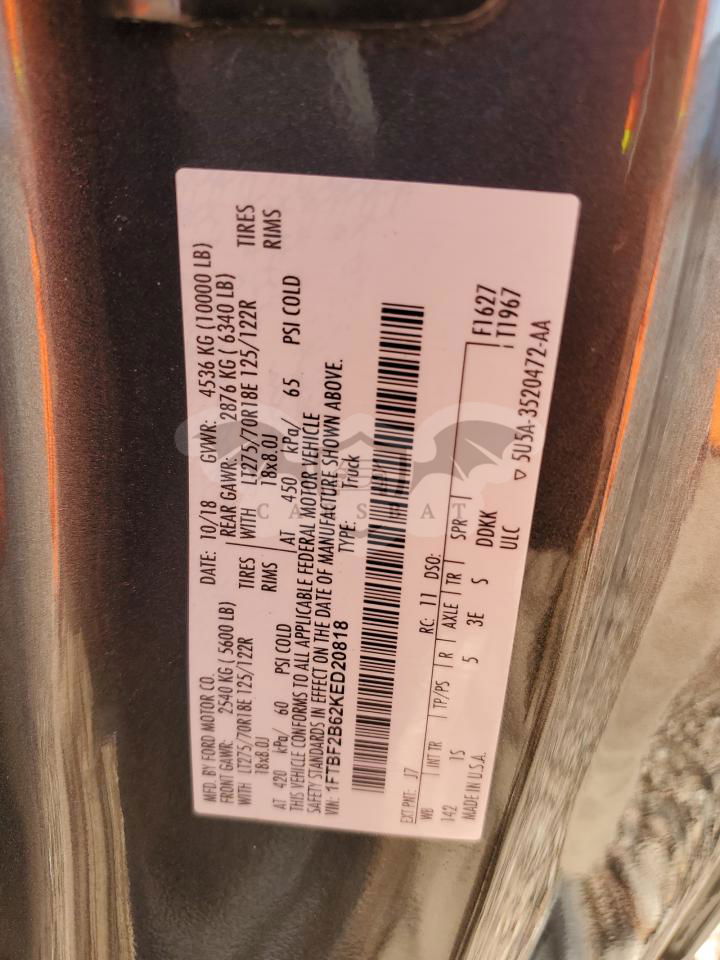 MFD. BY FORD MOTOR CO.
DATE: 10/18 GVWR: 4536 KG (10000 LB)
FRONT GAWR: 2540 KG ( 5600 LB)
REAR GAWR: 2876 KG ( 6340 LB)
WITH LT275/70R18E 125/122R TIRES
WITH LT275/70R18E 125/122R TIRES
18x8.0J RIMS
18x8.0J RIMS
AT 420 kPa/ 60 PSI COLD
AT 450 kPa/ 65 PSI COLD
THIS VEHICLE CONFORMS TO ALL APPLICABLE FEDERAL MOTOR VEHICLE
SAFETY STANDARDS IN EFFECT ON THE DATE OF MANUFACTURE SHOWN ABOVE.
VIN: 1FTBF2B62KED20818
TYPE: Truck
EXT PNT: J7 RC: 11 DSO:
WB INT TR TP/PS R AXLE TR SPR F1627
142 IS 5 3E S DDKK T1967
MADE IN U.S.A. ULC ▽ 5U5A-3520472-AA
CARSBAT